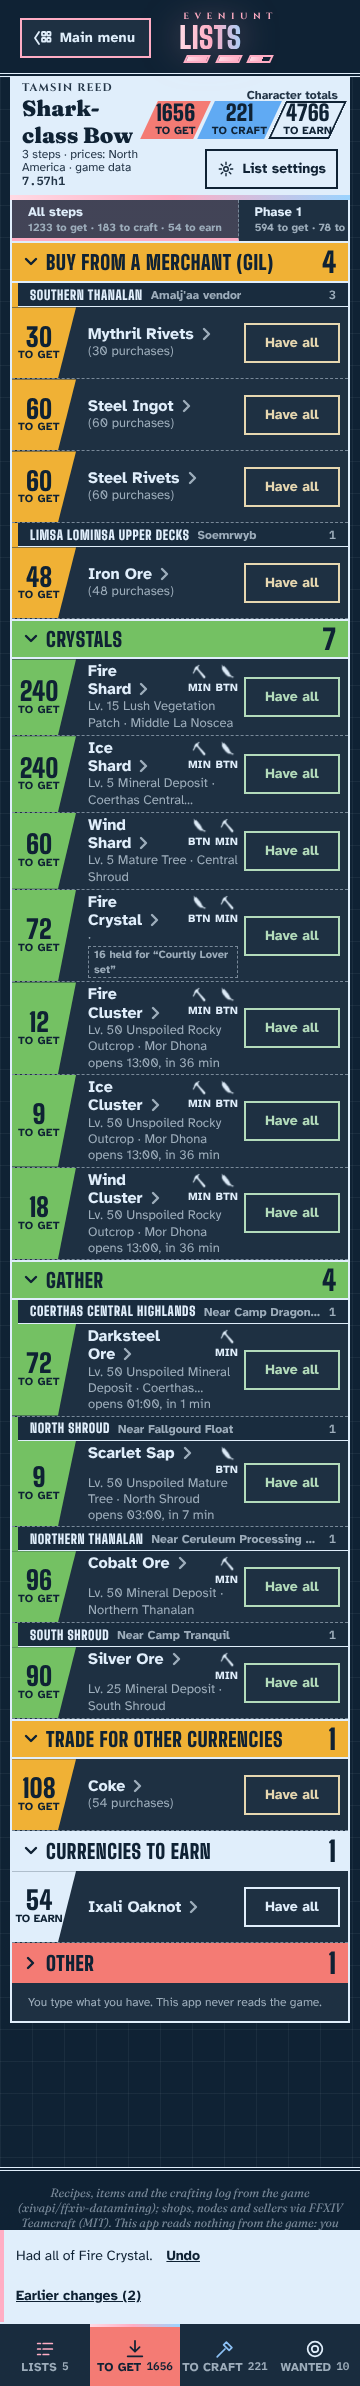 Main menu
EVENIUNT
LISTS
TAMSIN REED
Shark-
class Bow
3 steps · prices: North
America · game data
7.57h1
Character totals
1656 TO GET
221 TO CRAFT
4766 TO EARN
List settings
All steps
1233 to get · 183 to craft · 54 to earn
Phase 1
594 to get · 78 to
BUY FROM A MERCHANT (GIL) 4
SOUTHERN THANALAN Amalj'aa vendor 3
30 TO GET
Mythril Rivets
(30 purchases)
Have all
60 TO GET
Steel Ingot
(60 purchases)
Have all
60 TO GET
Steel Rivets
(60 purchases)
Have all
LIMSA LOMINSA UPPER DECKS Soemrwyb 1
48 TO GET
Iron Ore
(48 purchases)
Have all
CRYSTALS 7
240 TO GET
Fire
Shard
MIN BTN
Lv. 15 Lush Vegetation
Patch · Middle La Noscea
Have all
240 TO GET
Ice
Shard
MIN BTN
Lv. 5 Mineral Deposit ·
Coerthas Central...
Have all
60 TO GET
Wind
Shard
BTN MIN
Lv. 5 Mature Tree · Central
Shroud
Have all
72 TO GET
Fire
Crystal
BTN MIN
·
16 held for “Courtly Lover
set”
Have all
12 TO GET
Fire
Cluster
MIN BTN
Lv. 50 Unspoiled Rocky
Outcrop · Mor Dhona
opens 13:00, in 36 min
Have all
9 TO GET
Ice
Cluster
MIN BTN
Lv. 50 Unspoiled Rocky
Outcrop · Mor Dhona
opens 13:00, in 36 min
Have all
18 TO GET
Wind
Cluster
MIN BTN
Lv. 50 Unspoiled Rocky
Outcrop · Mor Dhona
opens 13:00, in 36 min
Have all
GATHER 4
COERTHAS CENTRAL HIGHLANDS Near Camp Dragon... 1
72 TO GET
Darksteel
Ore
MIN
Lv. 50 Unspoiled Mineral
Deposit · Coerthas...
opens 01:00, in 1 min
Have all
NORTH SHROUD Near Fallgourd Float 1
9 TO GET
Scarlet Sap
BTN
Lv. 50 Unspoiled Mature
Tree · North Shroud
opens 03:00, in 7 min
Have all
NORTHERN THANALAN Near Ceruleum Processing ... 1
96 TO GET
Cobalt Ore
MIN
Lv. 50 Mineral Deposit ·
Northern Thanalan
Have all
SOUTH SHROUD Near Camp Tranquil 1
90 TO GET
Silver Ore
MIN
Lv. 25 Mineral Deposit ·
South Shroud
Have all
TRADE FOR OTHER CURRENCIES 1
108 TO GET
Coke
(54 purchases)
Have all
CURRENCIES TO EARN 1
54 TO EARN
Ixali Oaknot
Have all
OTHER 1
You type what you have. This app never reads the game.
Recipes, items and the crafting log from the game
(xivapi/ffxiv-datamining); shops, nodes and sellers via FFXIV
Teamcraft (MIT). This app reads nothing from the game: you
Had all of Fire Crystal. Undo
Earlier changes (2)
LISTS 5
TO GET 1656
TO CRAFT 221
WANTED 10